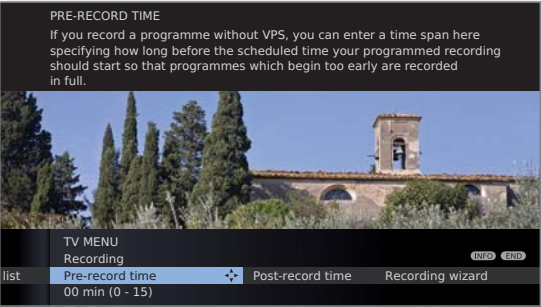 PRE-RECORD TIME
If you record a programme without VPS, you can enter a time span here
specifying how long before the scheduled time your programmed recording
should start so that programmes which begin too early are recorded
in full.
TV MENU
Recording
INFO END
list Pre-record time Post-record time Recording wizard
00 min (0 - 15)